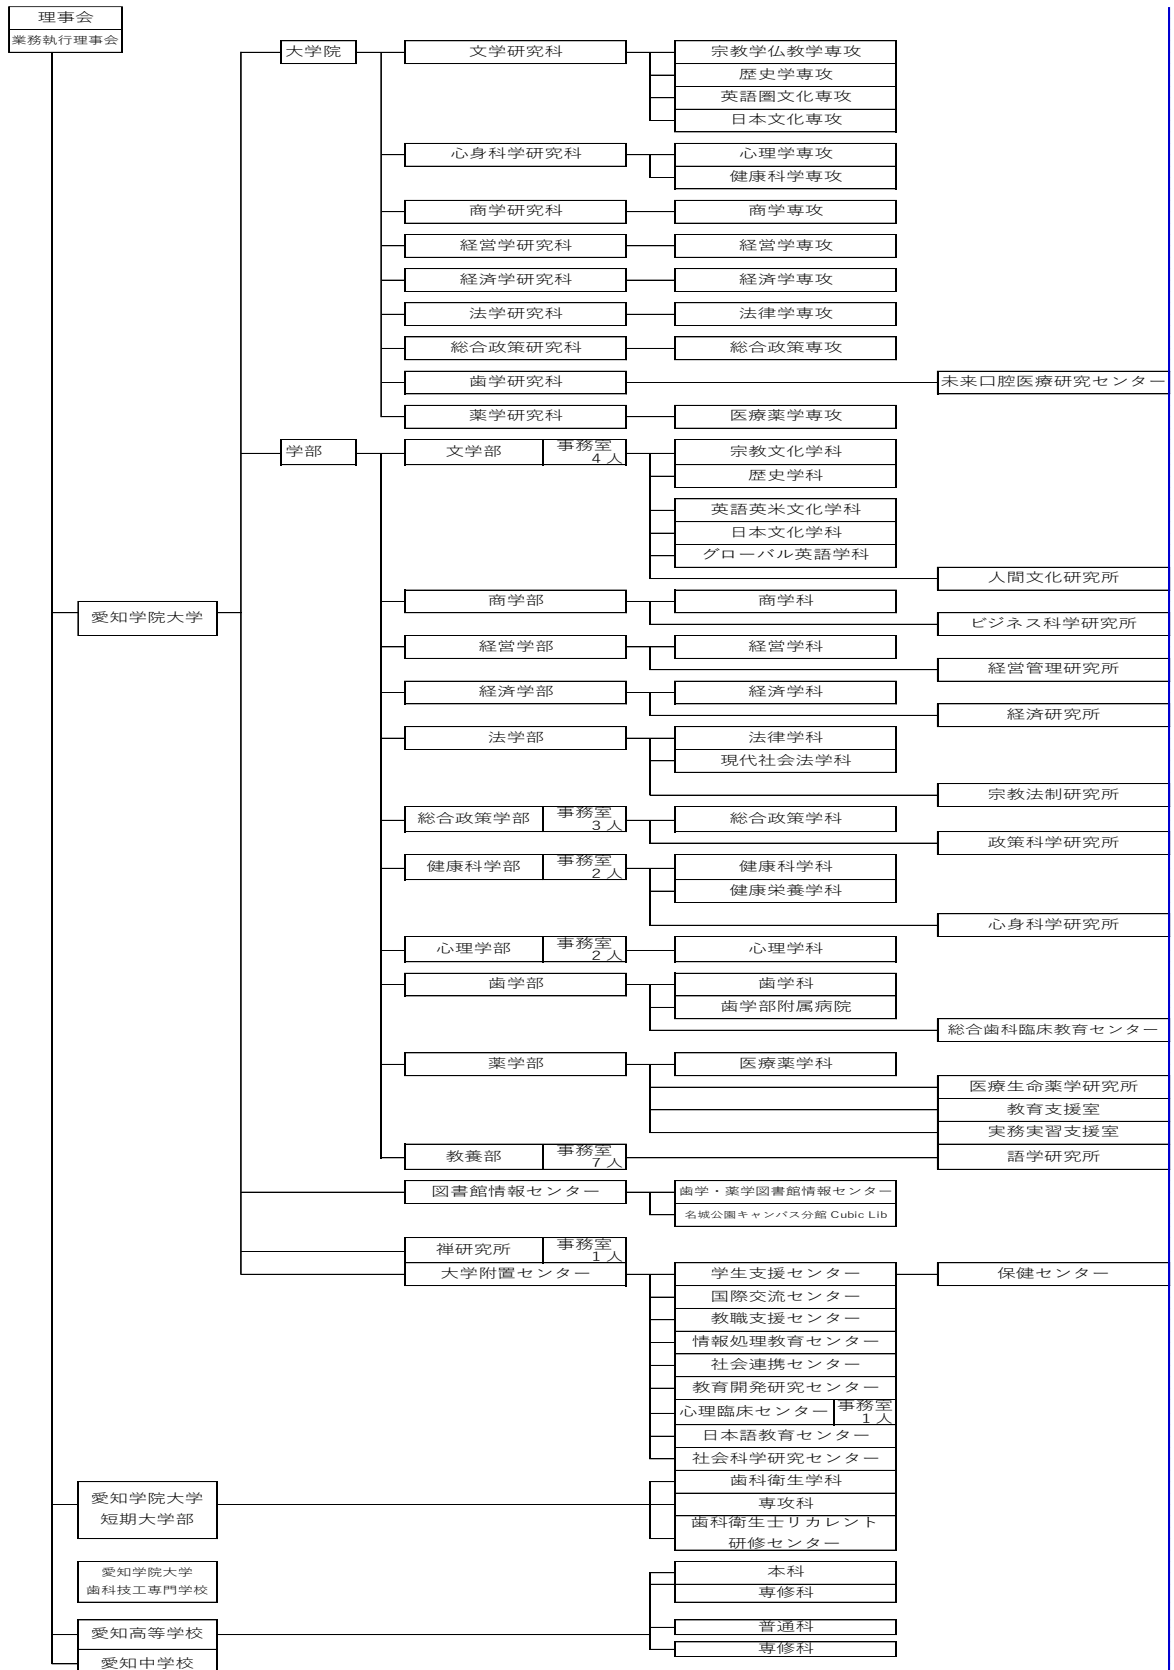 理事会
業務執行理事会
大学院
文学研究科
宗教学仏教学専攻
歴史学専攻
英語圏文化専攻
日本文化専攻
心身科学研究科
心理学専攻
健康科学専攻
商学研究科
商学専攻
経営学研究科
経営学専攻
経済学研究科
経済学専攻
法学研究科
法律学専攻
総合政策研究科
総合政策専攻
歯学研究科
未来口腔医療研究センター
薬学研究科
医療薬学専攻
学部
文学部
事務室
4人
宗教文化学科
歴史学科
英語英米文化学科
日本文化学科
グローバル英語学科
人間文化研究所
愛知学院大学
商学部
商学科
ビジネス科学研究所
経営学部
経営学科
経営管理研究所
経済学部
経済学科
経済研究所
法学部
法律学科
現代社会法学科
宗教法制研究所
総合政策学部
事務室
3人
総合政策学科
政策科学研究所
健康科学部
事務室
2人
健康科学科
健康栄養学科
心身科学研究所
心理学部
事務室
2人
心理学科
歯学部
歯学科
歯学部附属病院
総合歯科臨床教育センター
薬学部
医療薬学科
医療生命薬学研究所
教育支援室
実務実習支援室
教養部
事務室
7人
語学研究所
図書館情報センター
歯学・薬学図書館情報センター
名城公園キャンパス分館 Cubic Lib
禅研究所
事務室
1人
大学附置センター
学生支援センター
保健センター
国際交流センター
教職支援センター
情報処理教育センター
社会連携センター
教育開発研究センター
心理臨床センター
事務室
1人
日本語教育センター
社会科学研究センター
愛知学院大学
短期大学部
歯科衛生学科
専攻科
歯科衛生士リカレント
研修センター
愛知学院大学
歯科技工専門学校
本科
専修科
愛知高等学校
普通科
専修科
愛知中学校